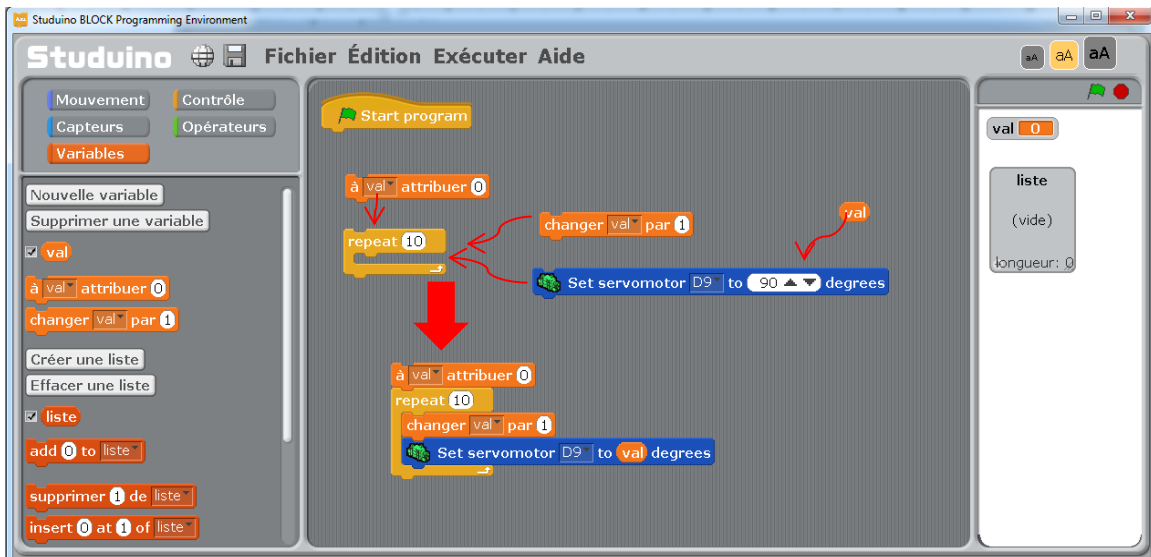 Studuino BLOCK Programming Environment
Studuino Fichier Édition Exécuter Aide
aA aA aA
Mouvement Contrôle
Capteurs Opérateurs
Variables
Nouvelle variable
Supprimer une variable
val
à val attribuer 0
changer val par 1
Créer une liste
Effacer une liste
liste
add 0 to liste
supprimer 1 de liste
insert 0 at 1 of liste
Start program
à val attribuer 0
repeat 10
changer val par 1
val
Set servomotor D9 to 90 degrees
à val attribuer 0
repeat 10
changer val par 1
Set servomotor D9 to val degrees
val 0
liste
(vide)
longueur: 0